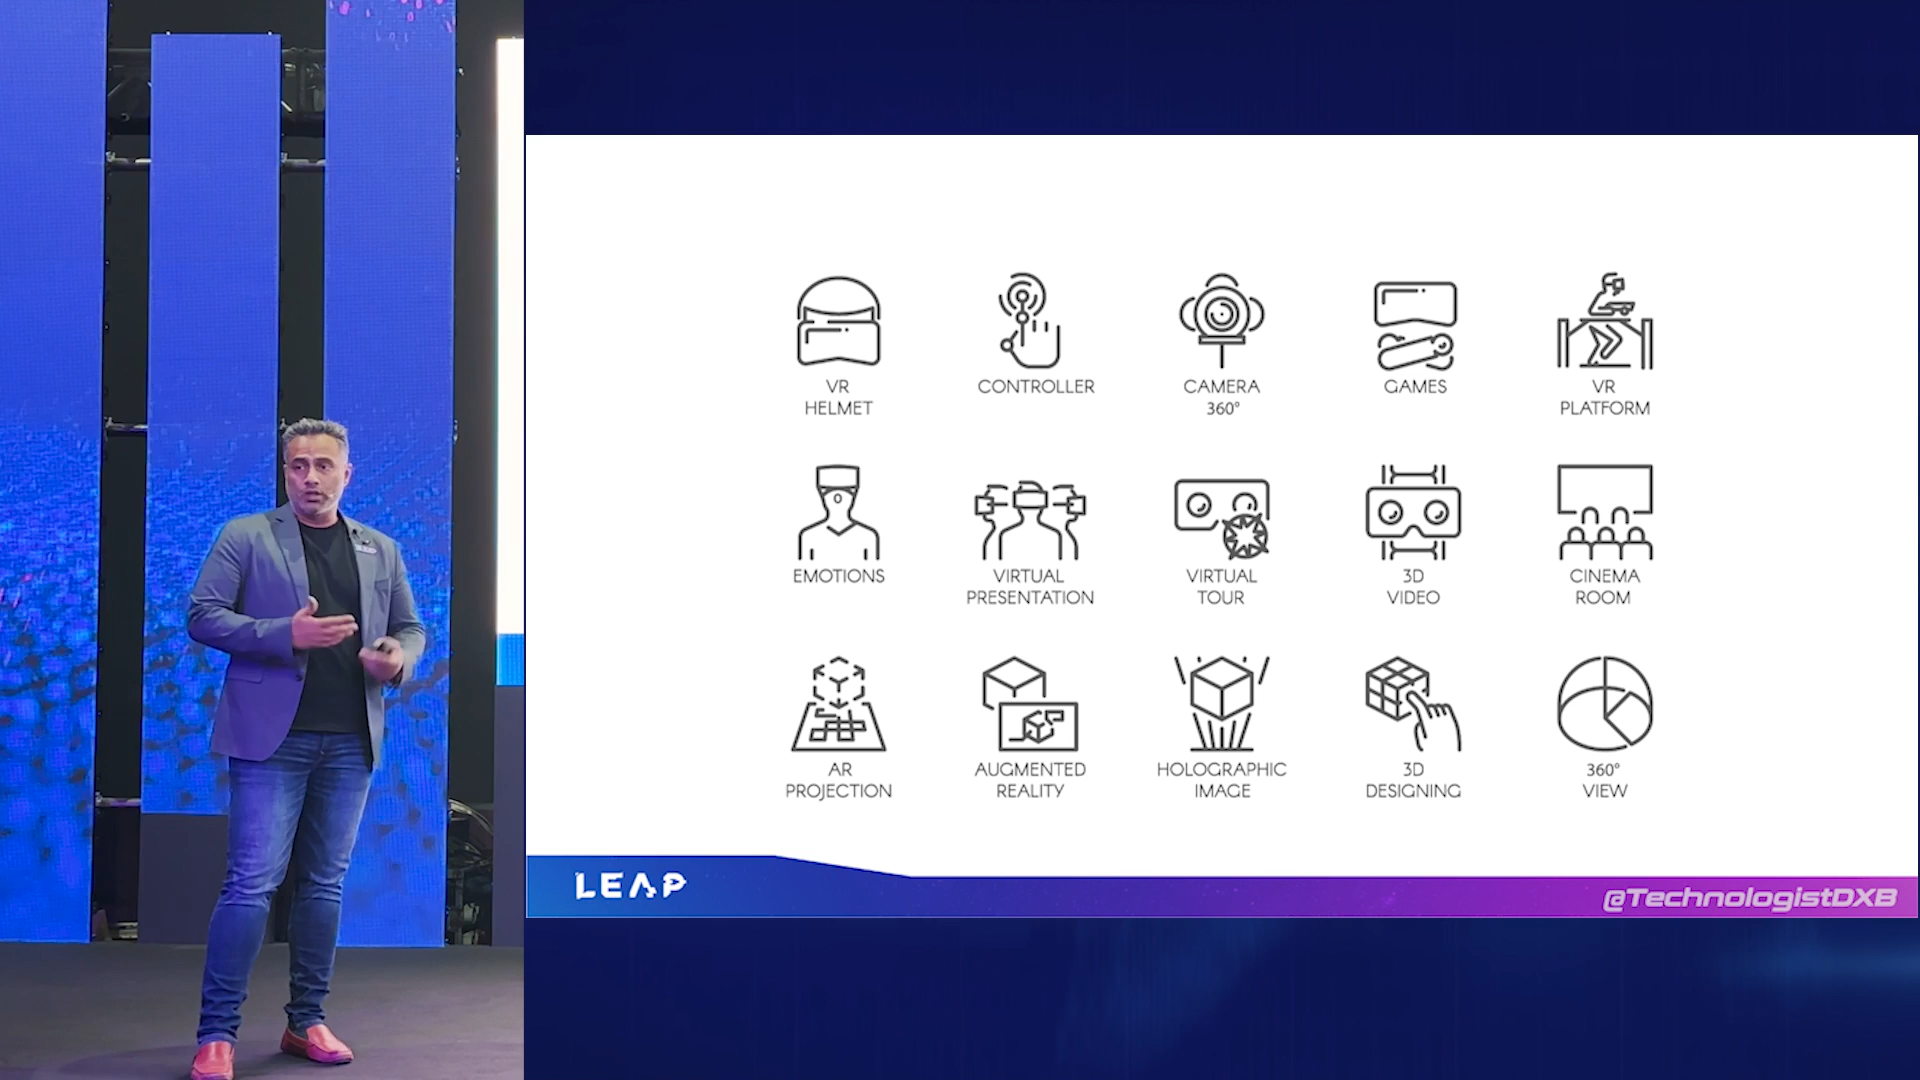 VR
HELMET
CONTROLLER
CAMERA
360°
GAMES
VR
PLATFORM
EMOTIONS
VIRTUAL
PRESENTATION
VIRTUAL
TOUR
3D
VIDEO
CINEMA
ROOM
AR
PROJECTION
AUGMENTED
REALITY
HOLOGRAPHIC
IMAGE
3D
DESIGNING
360°
VIEW
LEAP
@TechnologistDXB